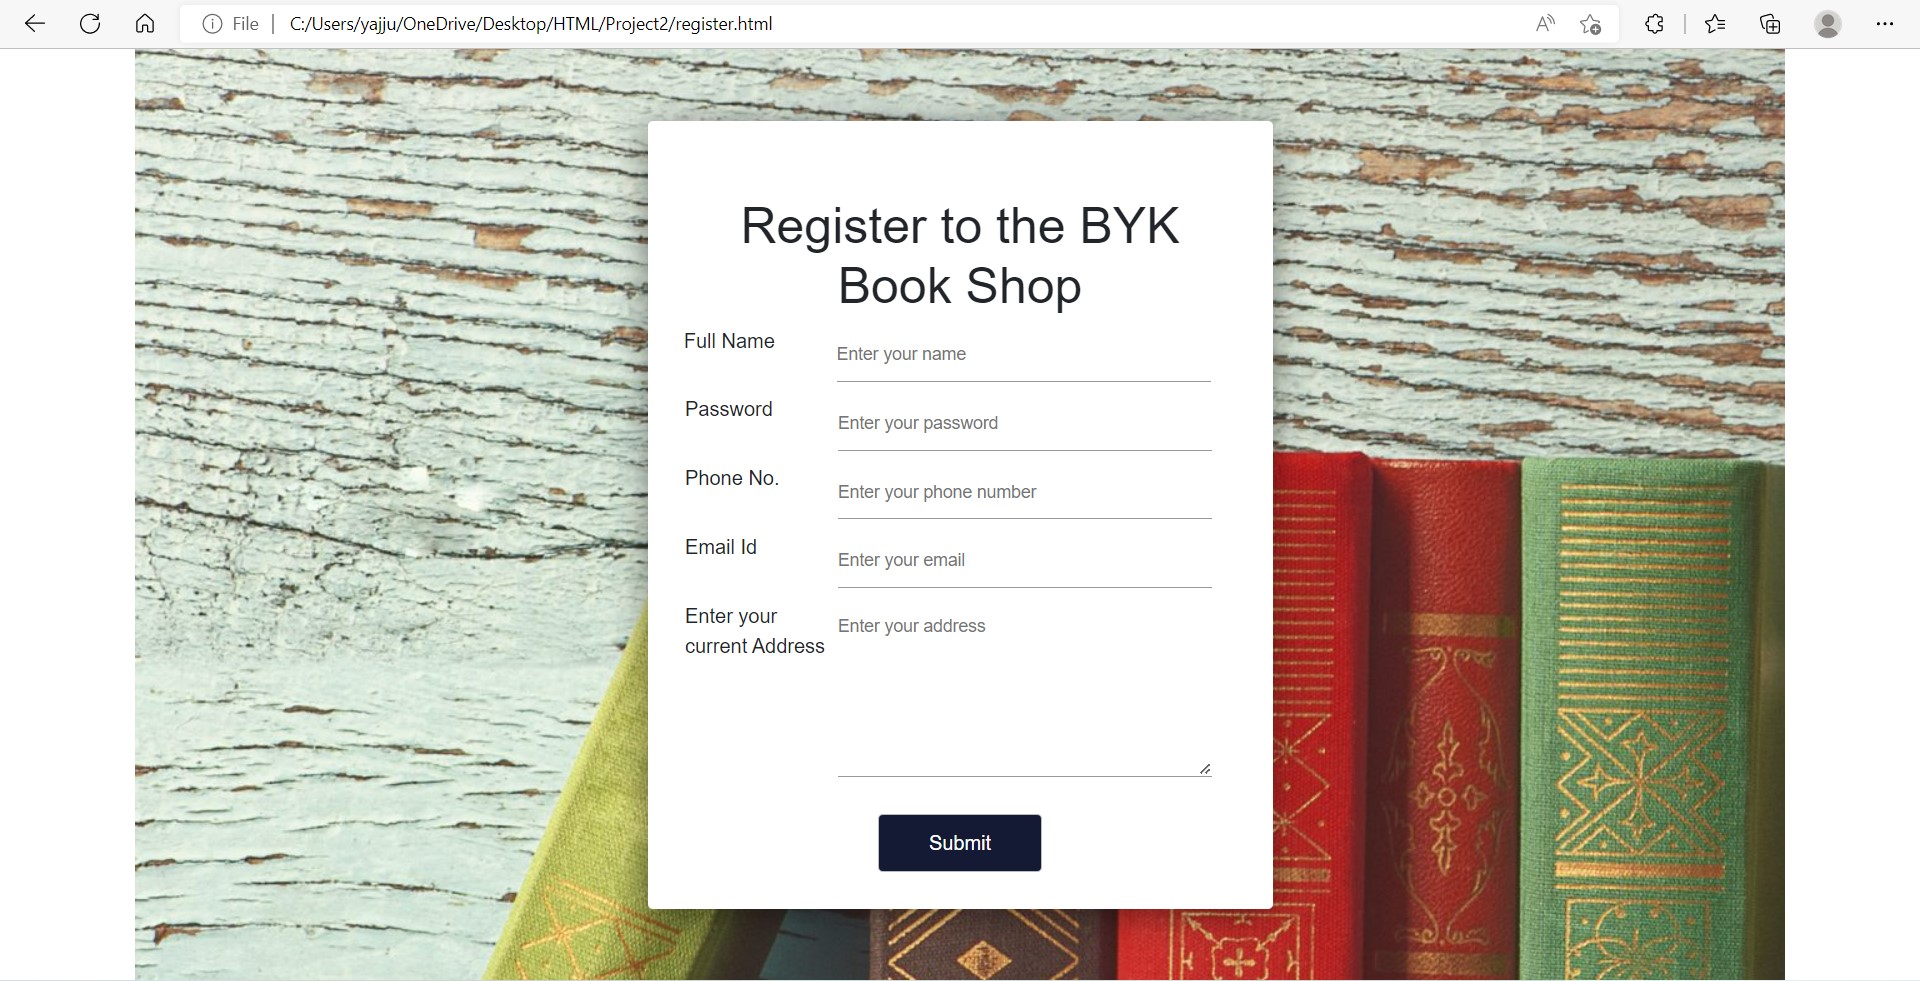 File C:/Users/yajju/OneDrive/Desktop/HTML/Project2/register.html
Register to the BYK
Book Shop
Full Name
Enter your name
Password
Enter your password
Phone No.
Enter your phone number
Email Id
Enter your email
Enter your
current Address
Enter your address
Submit